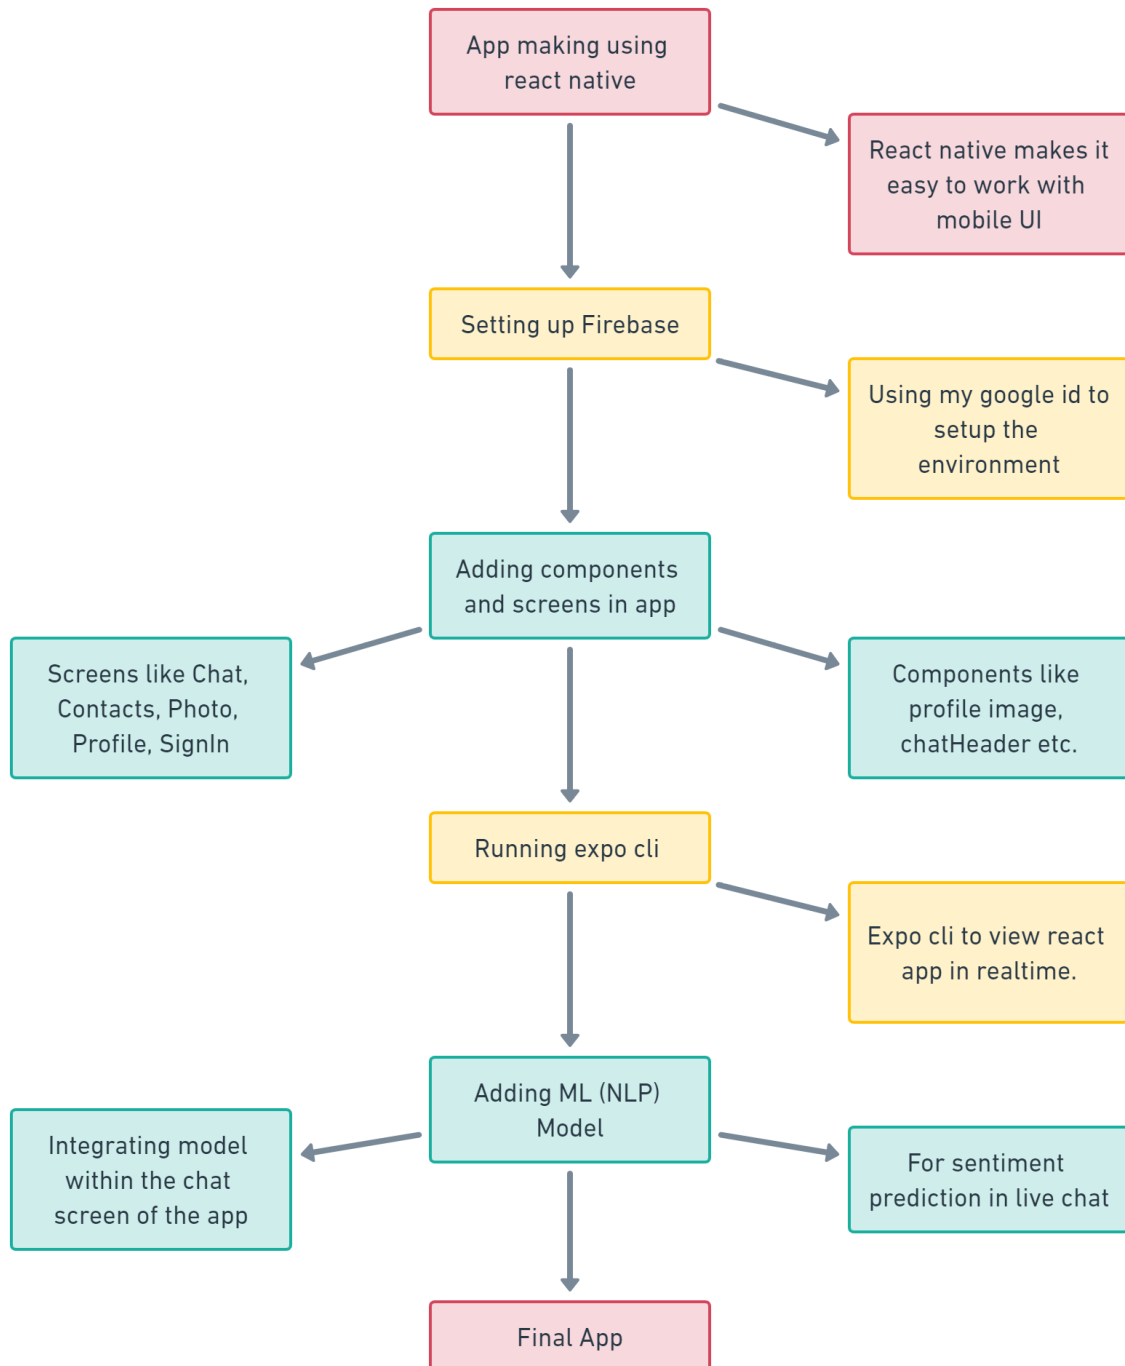 App making using
react native
React native makes it
easy to work with
mobile UI
Setting up Firebase
Using my google id to
setup the
environment
Adding components
and screens in app
Screens like Chat,
Contacts, Photo,
Profile, SignIn
Components like
profile image,
chatHeader etc.
Running expo cli
Expo cli to view react
app in realtime.
Adding ML (NLP)
Model
Integrating model
within the chat
screen of the app
For sentiment
prediction in live chat
Final App